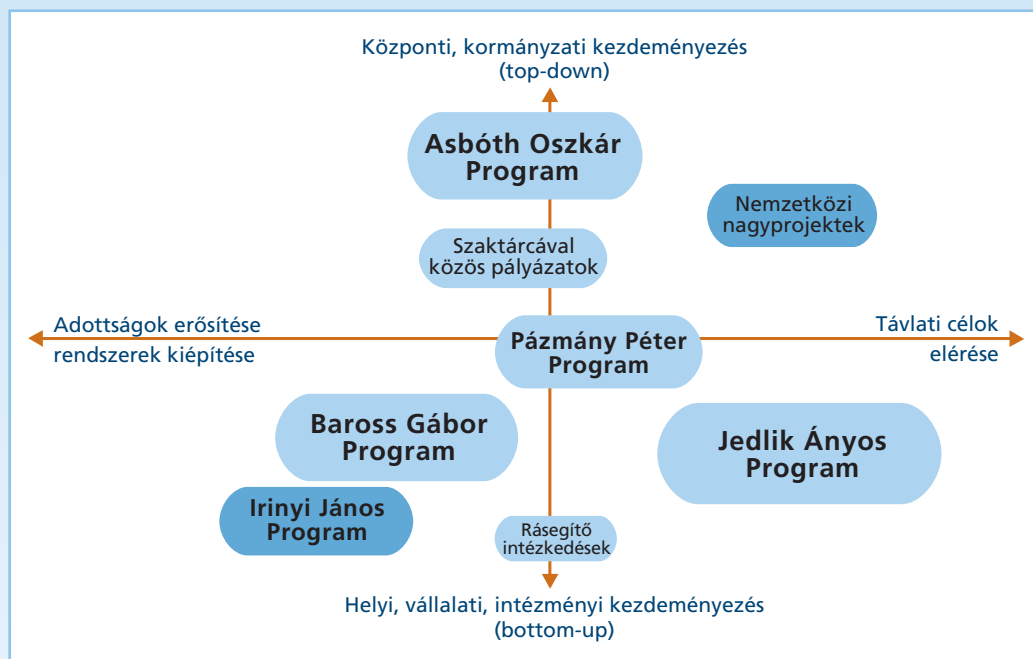 Központi, kormányzati kezdeményezés
(top-down)
Asbóth Oszkár
Program
Nemzetközi
nagyprojektek
Szaktárcával
közös pályázatok
Adottságok erősítése
rendszerek kiépítése
Pázmány Péter
Program
Távlati célok
elérése
Baross Gábor
Program
Jedlik Ányos
Program
Irinyi János
Program
Rásegítő
intézkedések
Helyi, vállalati, intézményi kezdeményezés
(bottom-up)